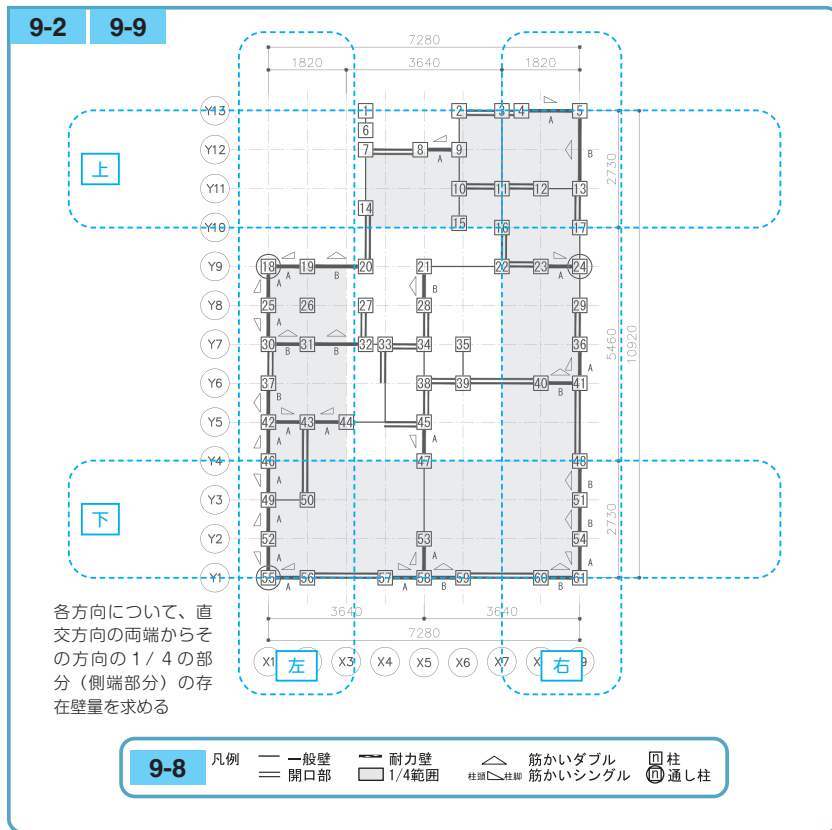 9-2 9-9
7280
1820 3640 1820
Y13 1 2 3 4 5
A
6
Y12 7 8 9
A B
上
2730
Y11 10 11 12 13
14
Y10 15 16 17
Y9 18 19 20 21 22 23 24
A B A
A B
Y8 25 26 27 28 29
A
Y7 30 31 32 33 34 35 36
B B
5460 10920
A
Y6 37 38 39 40 41
B
B
Y5 42 43 44 45
A A
A A
Y4 46 47 48
A B
Y3 49 50 51
下
A B
2730
Y2 52 53 54
A A A
Y1 55 56 57 58 59 60 61
A A B B
3640 3640
7280
X1 左 X3 X4 X5 X6 X7 右
各方向について、直
交方向の両端からそ
の方向の1/4の部
分（側端部分）の存
在壁量を求める
9-8 凡例 一般壁 耐力壁 筋かいダブル n 柱
開口部 1/4範囲 柱頭 柱脚 筋かいシングル n 通し柱